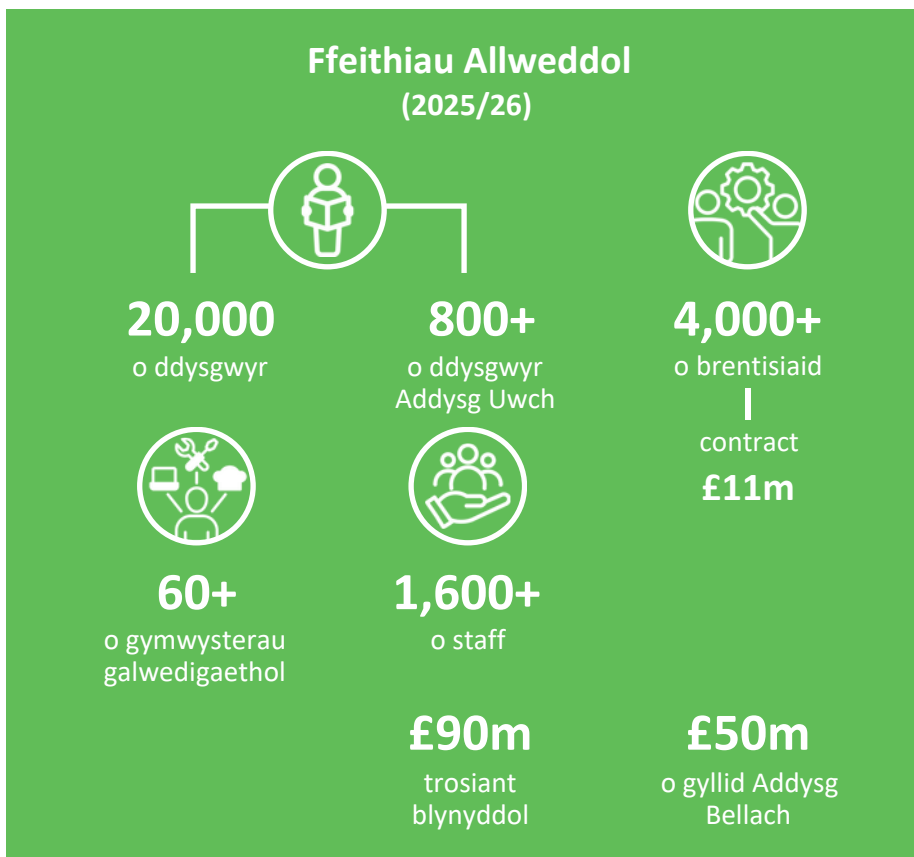 Ffeithiau Allweddol
(2025/26)
20,000
o ddysgwyr
800+
o ddysgwyr
Addysg Uwch
4,000+
o brentisiaid
contract
£11m
60+
o gymwysterau
galwedigaethol
1,600+
o staff
£90m
trosiant
blynyddol
£50m
o gyllid Addysg
Bellach